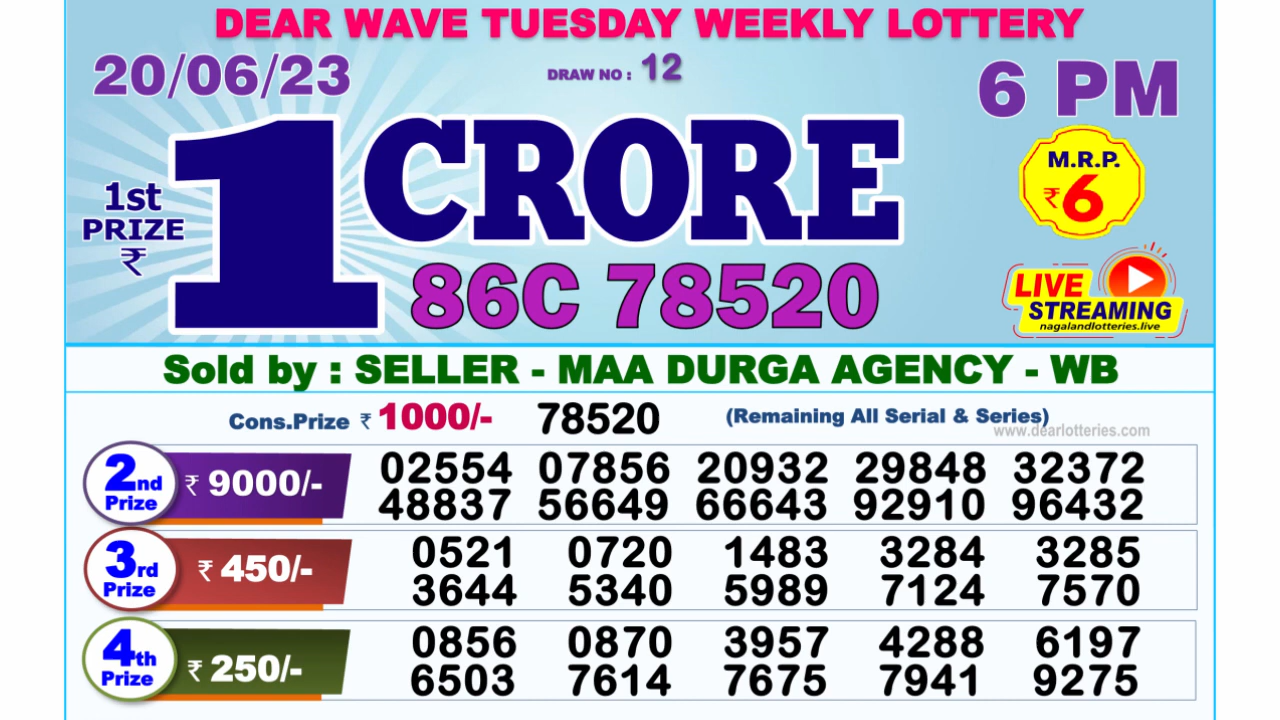 DEAR WAVE TUESDAY WEEKLY LOTTERY
20/06/23
DRAW NO : 12
6 PM
1st
PRIZE
₹
1 CRORE
86C 78520
M.R.P.
₹6
LIVE
STREAMING
nagalandlotteries.live
Sold by : SELLER - MAA DURGA AGENCY - WB
Cons.Prize ₹ 1000/- 78520 (Remaining All Serial & Series)
www.dearlotteries.com
2nd
Prize
₹ 9000/-
02554 07856 20932 29848 32372
48837 56649 66643 92910 96432
3rd
Prize
₹ 450/-
0521 0720 1483 3284 3285
3644 5340 5989 7124 7570
4th
Prize
₹ 250/-
0856 0870 3957 4288 6197
6503 7614 7675 7941 9275